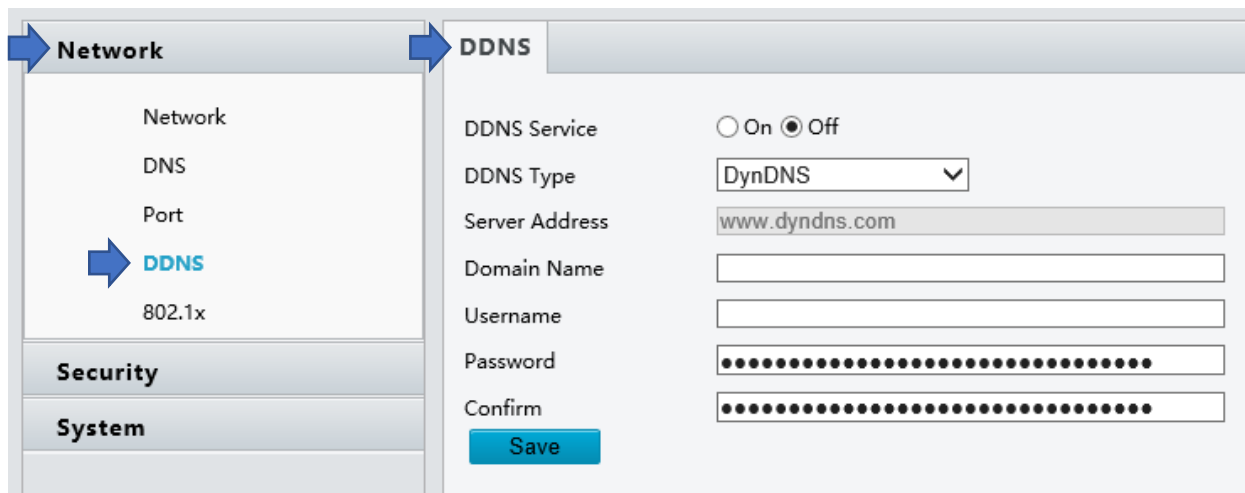 Network
Network
DNS
Port
DDNS
802.1x
Security
System
DDNS
DDNS Service On Off
DDNS Type DynDNS
Server Address www.dyndns.com
Domain Name
Username
Password ●●●●●●●●●●●●●●●●●●●●●●●●●●●●●●●●
Confirm ●●●●●●●●●●●●●●●●●●●●●●●●●●●●●●●●
Save